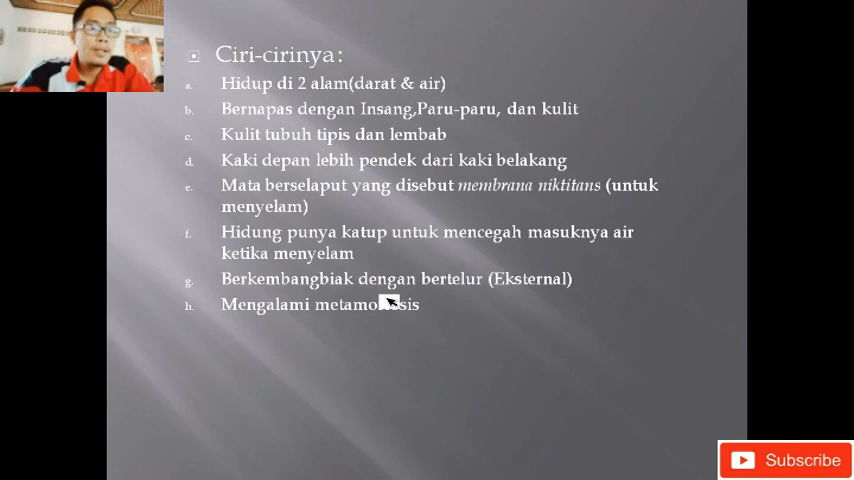 Ciri-cirinya:
a. Hidup di 2 alam(darat & air)
b. Bernapas dengan Insang,Paru-paru, dan kulit
c. Kulit tubuh tipis dan lembab
d. Kaki depan lebih pendek dari kaki belakang
e. Mata berselaput yang disebut membrana niktitans (untuk
menyelam)
f. Hidung punya katup untuk mencegah masuknya air
ketika menyelam
g. Berkembangbiak dengan bertelur (Eksternal)
h. Mengalami
Subscribe